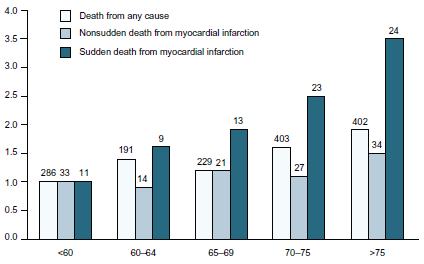 4.0
3.5
3.0
2.5
2.0
1.5
1.0
0.5
0.0
Death from any cause
Nonsudden death from myocardial infarction
Sudden death from myocardial infarction
286 33 11
191 14 9
229 21 13
403 27 23
402 34 24
<60 60–64 65–69 70–75 >75